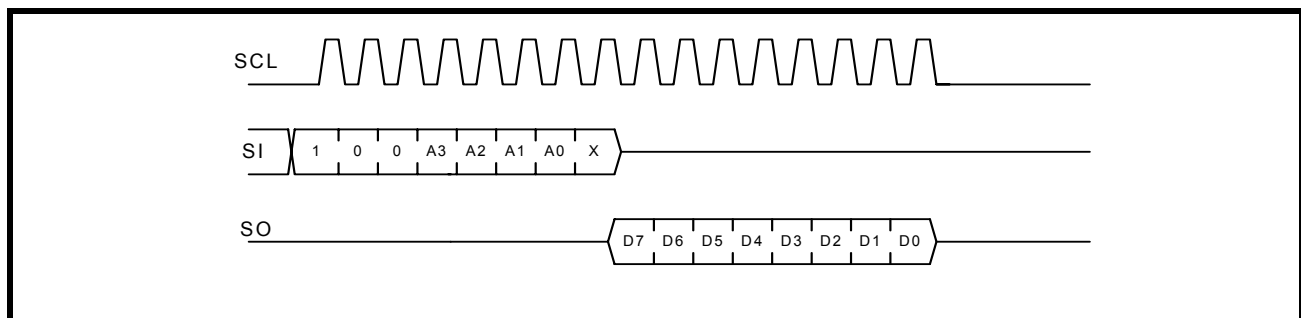 SCL
SI 1 0 0 A3 A2 A1 A0 X
SO D7 D6 D5 D4 D3 D2 D1 D0